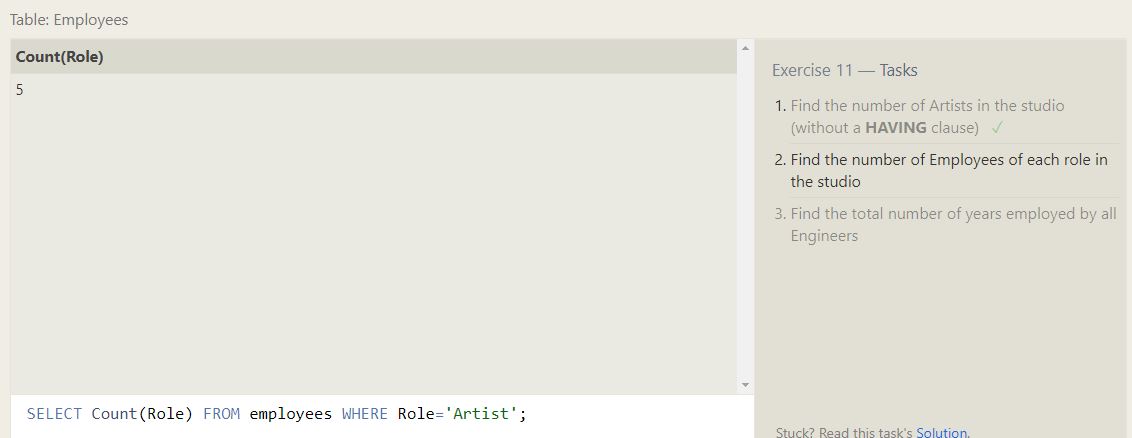 Table: Employees
Count(Role)
5
Exercise 11 — Tasks
1. Find the number of Artists in the studio
(without a HAVING clause) ✓
2. Find the number of Employees of each role in
the studio
3. Find the total number of years employed by all
Engineers
SELECT Count(Role) FROM employees WHERE Role='Artist';
Stuck? Read this task's Solution.